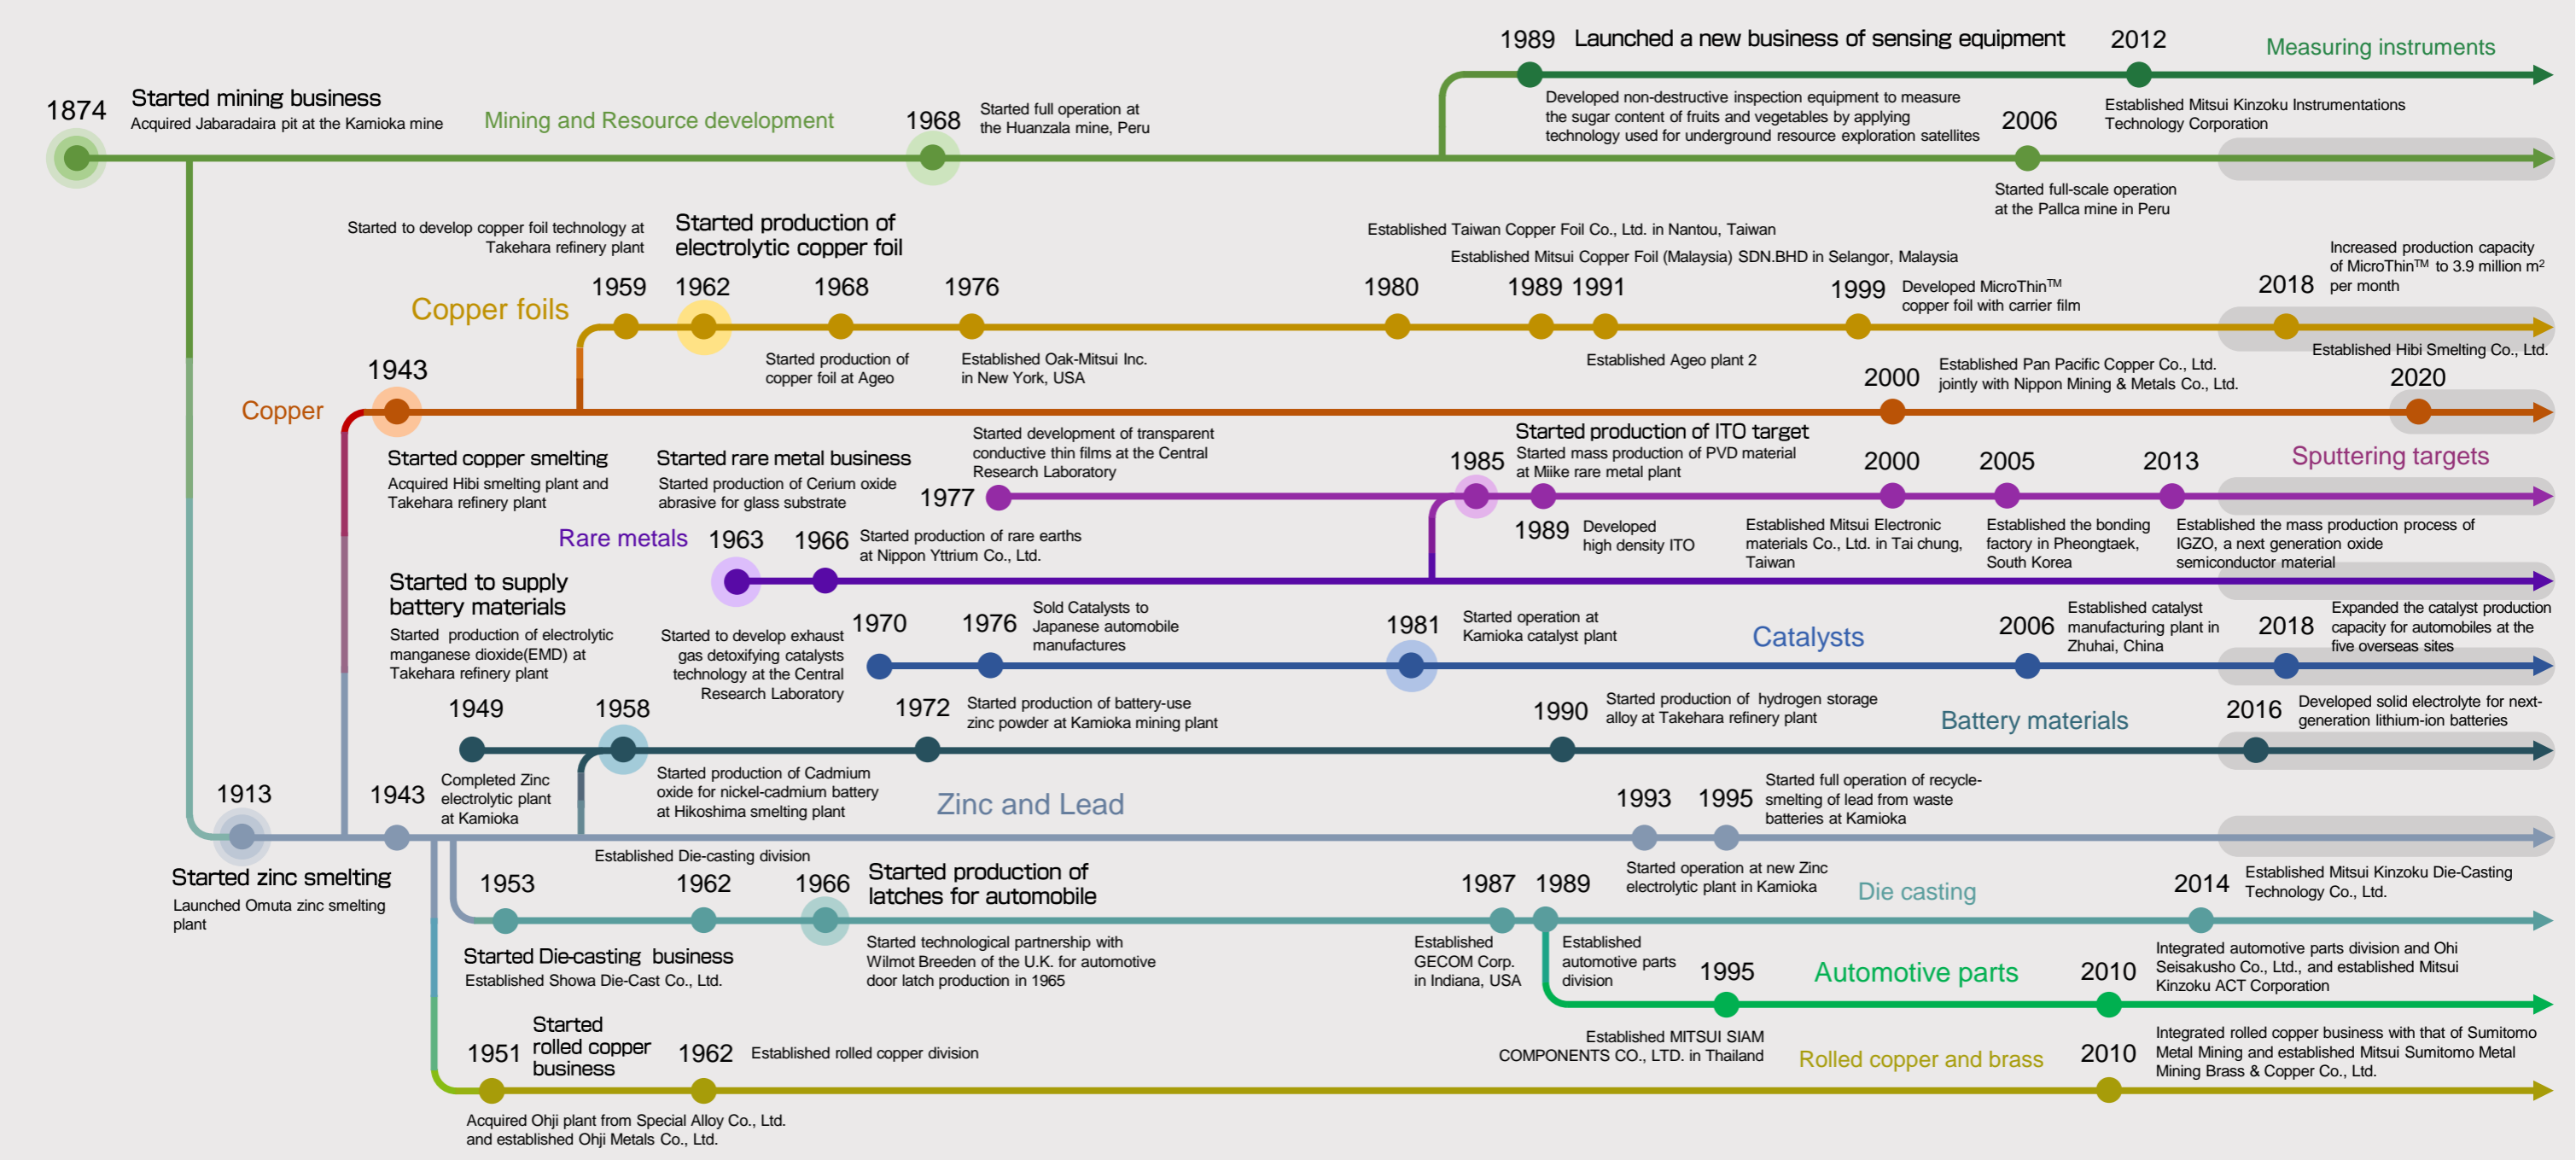 1989 Launched a new business of sensing equipment
2012
Measuring instruments
1874
Started mining business
Acquired Jabaradaira pit at the Kamioka mine
Mining and Resource development
1968
Started full operation at
the Huanzala mine, Peru
Developed non-destructive inspection equipment to measure
the sugar content of fruits and vegetables by applying
technology used for underground resource exploration satellites
2006
Established Mitsui Kinzoku Instrumentations
Technology Corporation
Started full-scale operation
at the Pallca mine in Peru
Started to develop copper foil technology at
Takehara refinery plant
Started production of
electrolytic copper foil
Established Taiwan Copper Foil Co., Ltd. in Nantou, Taiwan
Established Mitsui Copper Foil (Malaysia) SDN.BHD in Selangor, Malaysia
Increased production capacity
of MicroThin™ to 3.9 million m²
per month
Copper foils
1959
1962
1968
1976
1980
1989
1991
1999
Developed MicroThin™
copper foil with carrier film
2018
Started production of
copper foil at Ageo
Established Oak-Mitsui Inc.
in New York, USA
Established Ageo plant 2
Established Hibi Smelting Co., Ltd.
Copper
1943
2000
Established Pan Pacific Copper Co., Ltd.
jointly with Nippon Mining & Metals Co., Ltd.
2020
Started copper smelting
Acquired Hibi smelting plant and
Takehara refinery plant
Started rare metal business
Started production of Cerium oxide
abrasive for glass substrate
Started development of transparent
conductive thin films at the Central
Research Laboratory
1977
1985
Started production of ITO target
Started mass production of PVD material
at Miike rare metal plant
2000
2005
2013
Sputtering targets
1989
Developed
high density ITO
Established Mitsui Electronic
materials Co., Ltd. in Tai chung,
Taiwan
Established the bonding
factory in Pheongtaek,
South Korea
Established the mass production process of
IGZO, a next generation oxide
semiconductor material
Rare metals
1963
1966
Started production of rare earths
at Nippon Yttrium Co., Ltd.
Started to supply
battery materials
Started production of electrolytic
manganese dioxide(EMD) at
Takehara refinery plant
Started to develop exhaust
gas detoxifying catalysts
technology at the Central
Research Laboratory
1970
1976
Sold Catalysts to
Japanese automobile
manufactures
1981
Started operation at
Kamioka catalyst plant
Catalysts
2006
Established catalyst
manufacturing plant in
Zhuhai, China
2018
Expanded the catalyst production
capacity for automobiles at the
five overseas sites
1949
1958
1972
Started production of battery-use
zinc powder at Kamioka mining plant
1990
Started production of hydrogen storage
alloy at Takehara refinery plant
Battery materials
2016
Developed solid electrolyte for next-
generation lithium-ion batteries
1913
1943
Completed Zinc
electrolytic plant
at Kamioka
Started production of Cadmium
oxide for nickel-cadmium battery
at Hikoshima smelting plant
Zinc and Lead
1993
1995
Started full operation of recycle-
smelting of lead from waste
batteries at Kamioka
Started zinc smelting
Launched Omuta zinc smelting
plant
Started operation at new Zinc
electrolytic plant in Kamioka
1953
Established Die-casting division
1962
1966
Started production of
latches for automobile
1987
1989
Die casting
2014
Established Mitsui Kinzoku Die-Casting
Technology Co., Ltd.
Started Die-casting business
Established Showa Die-Cast Co., Ltd.
Started technological partnership with
Wilmot Breeden of the U.K. for automotive
door latch production in 1965
Established
GECOM Corp.
in Indiana, USA
Established
automotive parts
division
1995
Automotive parts
2010
Integrated automotive parts division and Ohi
Seisakusho Co., Ltd., and established Mitsui
Kinzoku ACT Corporation
Established MITSUI SIAM
COMPONENTS CO., LTD. in Thailand
1951
Started
rolled copper
business
1962
Established rolled copper division
Rolled copper and brass
2010
Integrated rolled copper business with that of Sumitomo
Metal Mining and established Mitsui Sumitomo Metal
Mining Brass & Copper Co., Ltd.
Acquired Ohji plant from Special Alloy Co., Ltd.
and established Ohji Metals Co., Ltd.